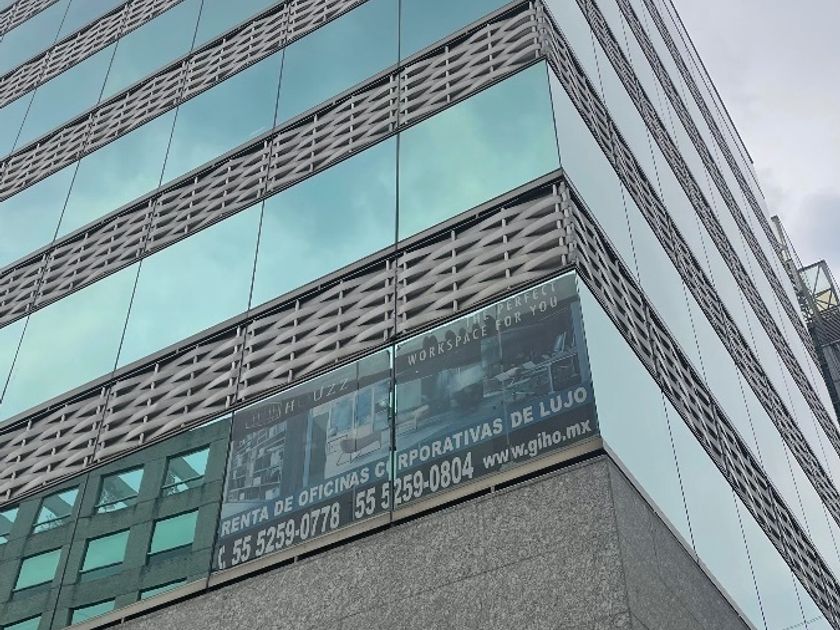 THE PERFECT
WORKSPACE FOR YOU
RENTA DE OFICINAS CORPORATIVAS DE LUJO
55 5259-0778 55 5259-0804 www.giho.mx